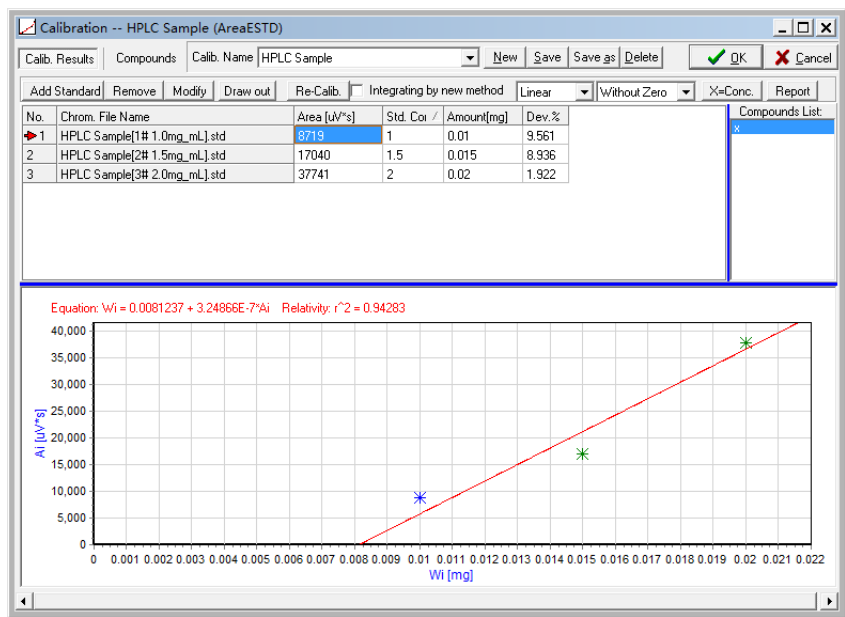 Calibration -- HPLC Sample (AreaESTD)
Calib. Results Compounds Calib. Name HPLC Sample New Save Save as Delete OK Cancel
Add Standard Remove Modify Draw out Re-Calib. Integrating by new method Linear Without Zero X=Conc. Report
No. Chrom. File Name Area [uV*s] Std. Cor Amount[mg] Dev.% Compounds List:
1 HPLC Sample[1# 1.0mg_mL].std 8719 1 0.01 9.561 x
2 HPLC Sample[2# 1.5mg_mL].std 17040 1.5 0.015 8.936
3 HPLC Sample[3# 2.0mg_mL].std 37741 2 0.02 1.922
Equation: Wi = 0.0081237 + 3.24866E-7*Ai Relativity: r^2 = 0.94283
40,000
35,000
30,000
25,000
20,000
15,000
10,000
5,000
0
Ai [uV*s]
0 0.001 0.002 0.003 0.004 0.005 0.006 0.007 0.008 0.009 0.01 0.011 0.012 0.013 0.014 0.015 0.016 0.017 0.018 0.019 0.02 0.021 0.022
Wi [mg]